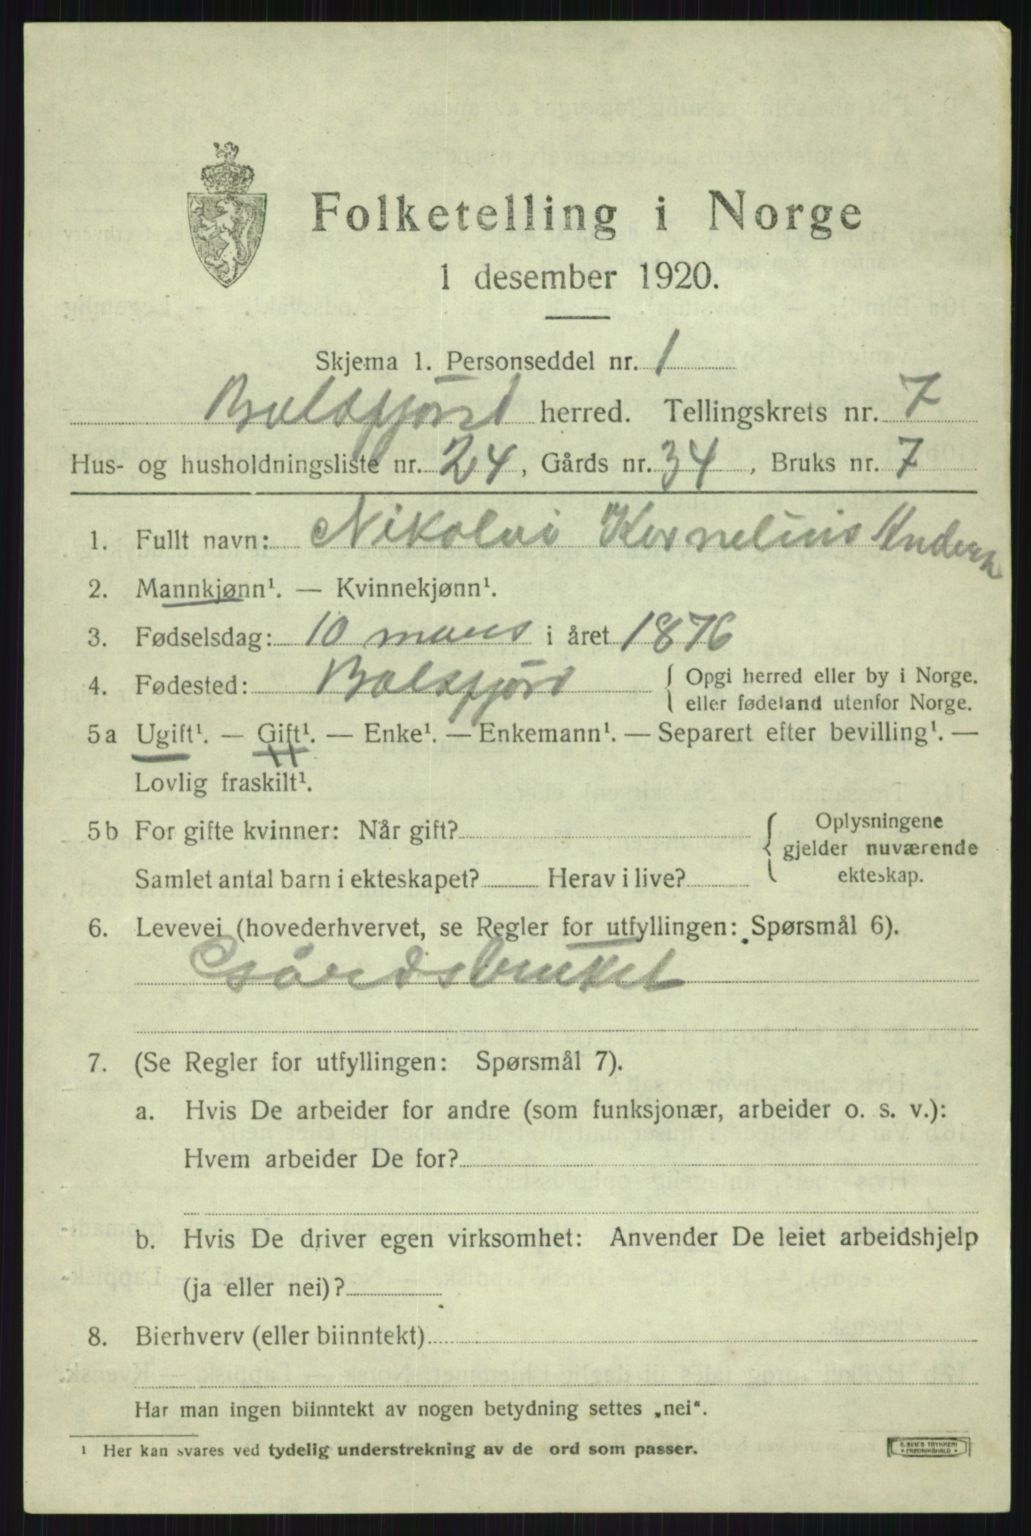 Folketelling i Norge
1 desember 1920.
Skjema 1. Personseddel nr. 1
Balsfjord herred. Tellingskrets nr. 7
Hus- og husholdningsliste nr. 24, Gårds nr. 34, Bruks nr. 7
1. Fullt navn: Nikolai Kornelius
2. Mannkjønn¹. — Kvinnekjønn¹.
3. Fødselsdag: 10 mars i året 1876
4. Fødested: Balsfjord { Opgi herred eller by i Norge.
eller fødeland utenfor Norge.
5a Ugift¹. — Gift¹. — Enke¹. — Enkemann¹. — Separert efter bevilling¹. —
Lovlig fraskilt¹.
5b For gifte kvinner: Når gift? { Oplysningene
gjelder nuværende
Samlet antal barn i ekteskapet? Herav i live? ekteskap.
6. Levevei (hovederhvervet, se Regler for utfyllingen: Spørsmål 6).
Gårdsbruket
7. (Se Regler for utfyllingen: Spørsmål 7).
a. Hvis De arbeider for andre (som funksjonær, arbeider o. s. v.):
Hvem arbeider De for?
b. Hvis De driver egen virksomhet: Anvender De leiet arbeidshjelp
(ja eller nei)?
8. Bierhverv (eller biinntekt)
Har man ingen biinntekt av nogen betydning settes „nei“.
¹ Her kan svares ved tydelig understrekning av de ord som passer.